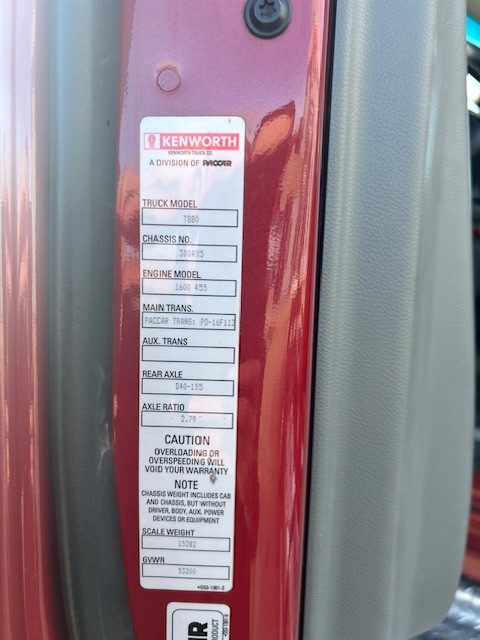 KENWORTH
KENWORTH TRUCK CO.
A DIVISION OF PACCAR
TRUCK MODEL
T880
CHASSIS NO.
300405
ENGINE MODEL
1600 455
MAIN TRANS.
PACCAR TRANS: PO-16F112
AUX. TRANS
REAR AXLE
D40-155
AXLE RATIO
2.79
CAUTION
OVERLOADING OR
OVERSPEEDING WILL
VOID YOUR WARRANTY
NOTE
CHASSIS WEIGHT INCLUDES CAB
AND CHASSIS, BUT WITHOUT
DRIVER, BODY, AUX. POWER
DEVICES OR EQUIPMENT
SCALE WEIGHT
15282
GVWR
53200
PRODUCT